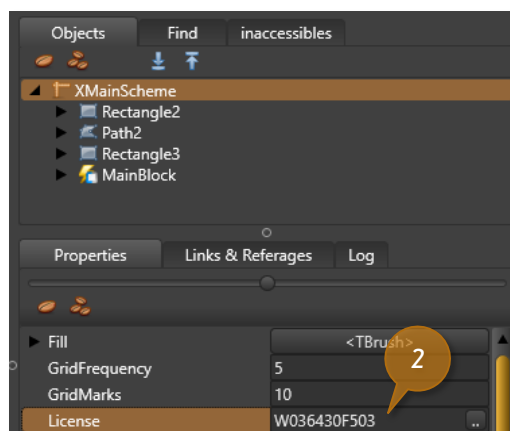 Objects Find inaccessibles
XMainScheme
Rectangle2
Path2
Rectangle3
MainBlock
Properties Links & Referages Log
Fill <TBrush>
GridFrequency 5
2
GridMarks 10
License W036430F503 ..